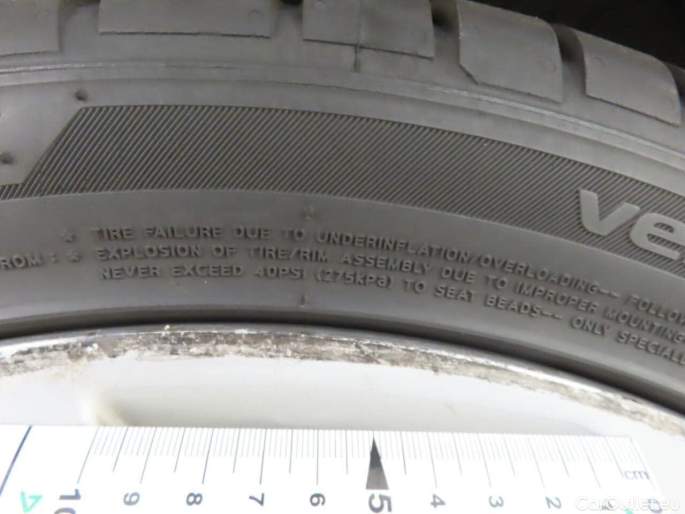 ve
* TIRE FAILURE DUE TO UNDERINFLATION/OVERLOADING-- FOLLOW
ROM : * EXPLOSION OF TIRE/RIM ASSEMBLY DUE TO IMPROPER MOUNTING
NEVER EXCEED 40PSI (275kPa) TO SEAT BEADS-- ONLY SPECIAL
10 9 8 7 6 5 4 3 2 1 cm
CarOutlet.eu